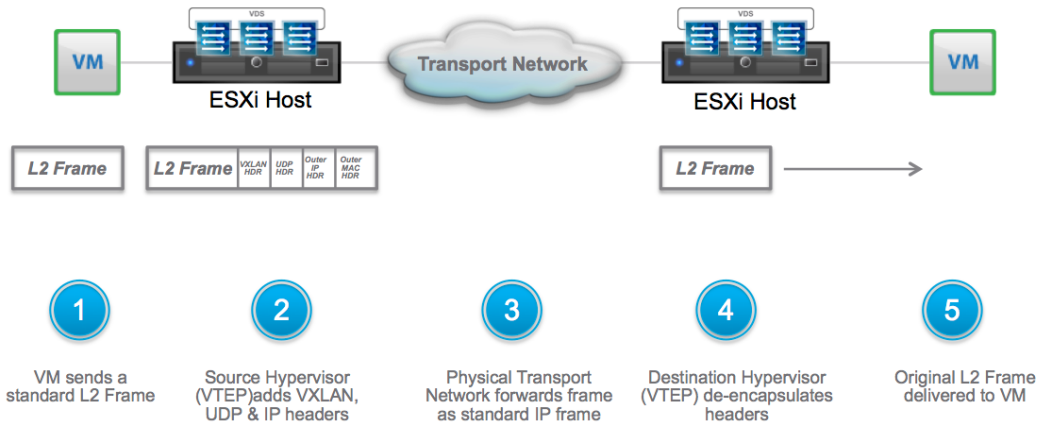 VDS
VDS
VM
Transport Network
VM
ESXi Host
ESXi Host
L2 Frame
L2 Frame
VXLAN
HDR
UDP
HDR
Outer
IP
HDR
Outer
MAC
HDR
L2 Frame
1
2
3
4
5
VM sends a
standard L2 Frame
Source Hypervisor
(VTEP)adds VXLAN,
UDP & IP headers
Physical Transport
Network forwards frame
as standard IP frame
Destination Hypervisor
(VTEP) de-encapsulates
headers
Original L2 Frame
delivered to VM